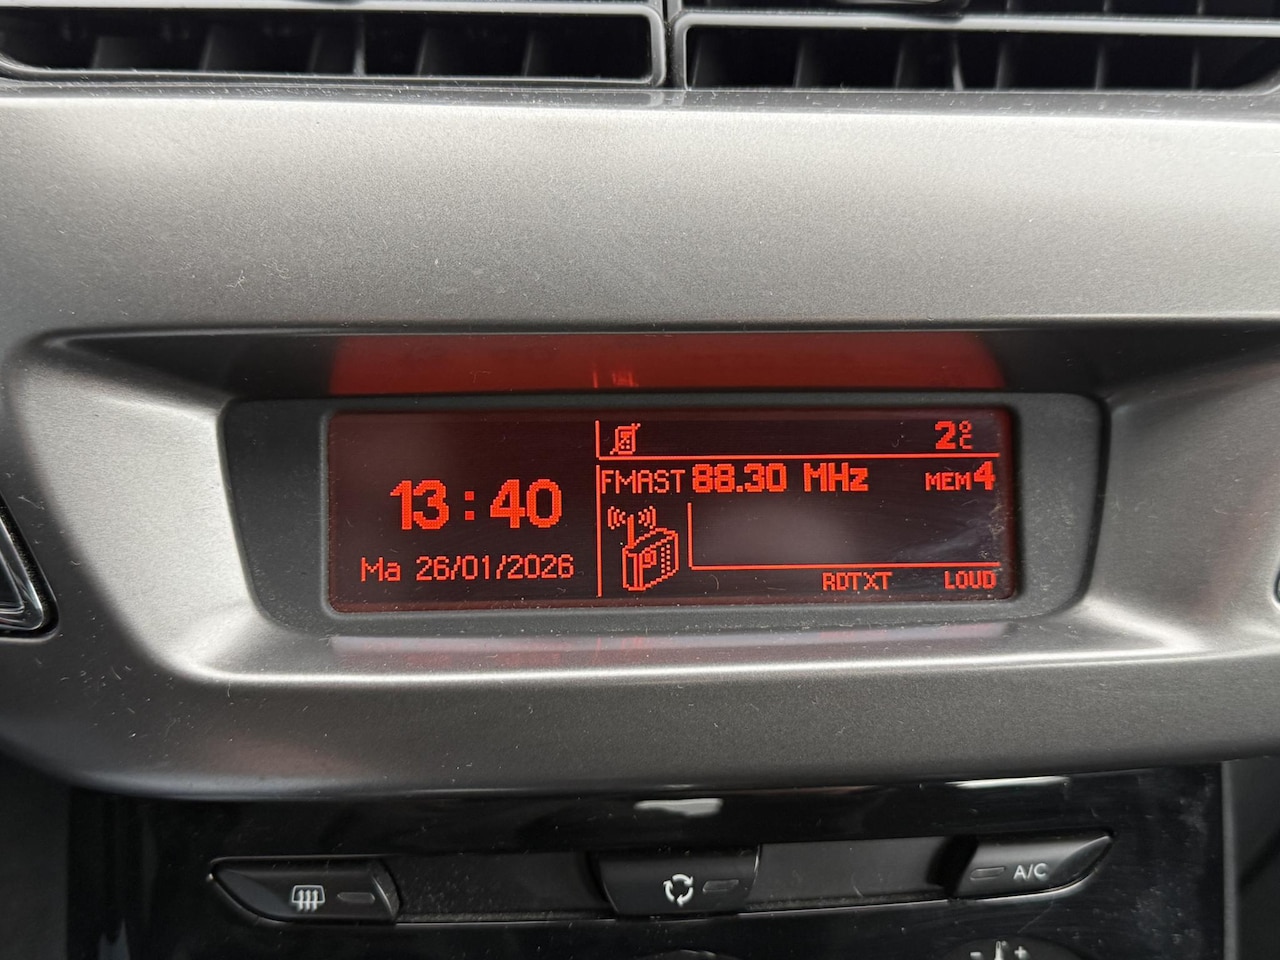 2°C
13:40
FMAST 88.30 MHz MEM4
Ma 26/01/2026
RDTXT LOUD
A/C
- +